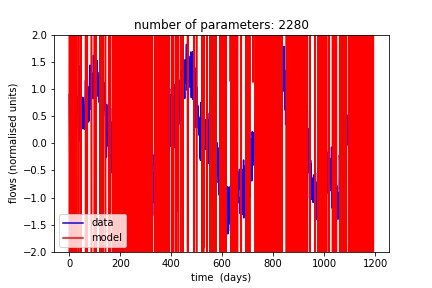 number of parameters: 2280
flows (normalised units)
2.0
1.5
1.0
0.5
0.0
−0.5
−1.0
−1.5
−2.0
data
model
0 200 400 600 800 1000 1200
time (days)